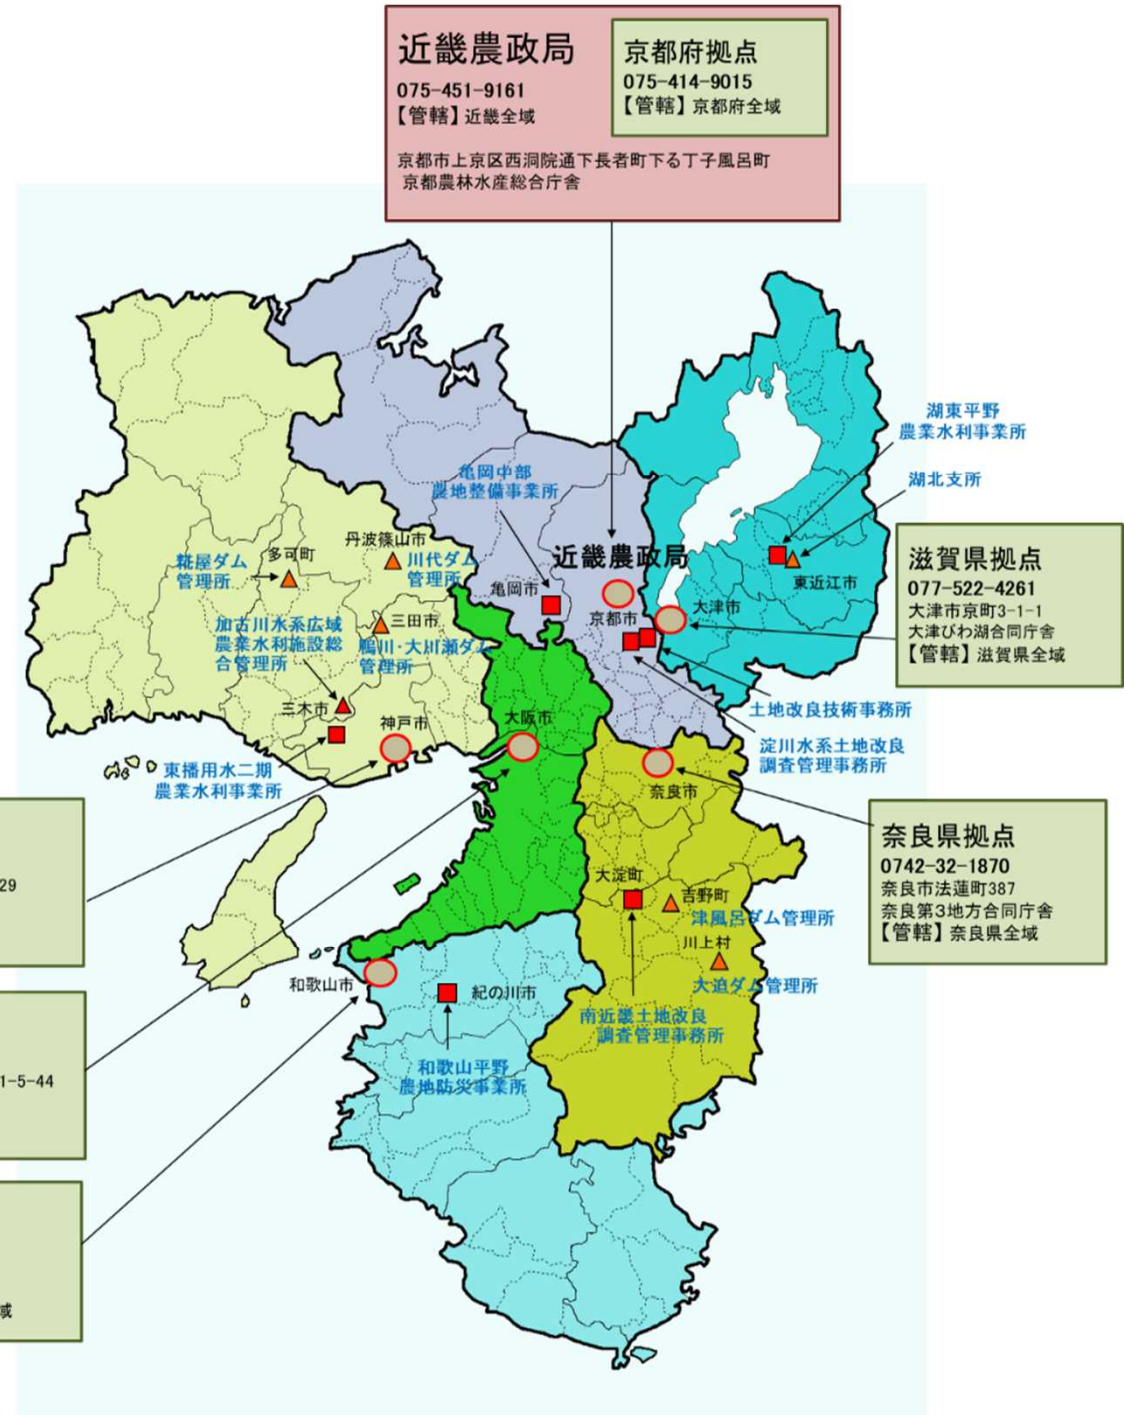 近畿農政局
075-451-9161
【管轄】近畿全域
京都市上京区西洞院通下長者町下る丁子風呂町
京都農林水産総合庁舎
京都府拠点
075-414-9015
【管轄】京都府全域
湖東平野
農業水利事業所
湖北支所
亀岡中部
農地整備事業所
近畿農政局
滋賀県拠点
077-522-4261
大津市京町3-1-1
大津びわ湖合同庁舎
【管轄】滋賀県全域
丹波篠山市
多可町
糀屋ダム
管理所
川代ダム
管理所
東近江市
亀岡市
京都市
大津市
加古川水系広域
農業水利施設総
合管理所
三田市
鴨川・大川瀬ダム
管理所
三木市
神戸市
大阪市
土地改良技術事務所
淀川水系土地改良
調査管理事務所
東播用水二期
農業水利事業所
奈良市
奈良県拠点
0742-32-1870
奈良市法蓮町387
奈良第3地方合同庁舎
【管轄】奈良県全域
29
大淀町
吉野町
津風呂ダム管理所
川上村
大迫ダム管理所
和歌山市
紀の川市
南近畿土地改良
調査管理事務所
1-5-44
和歌山平野
農地防災事業所
域